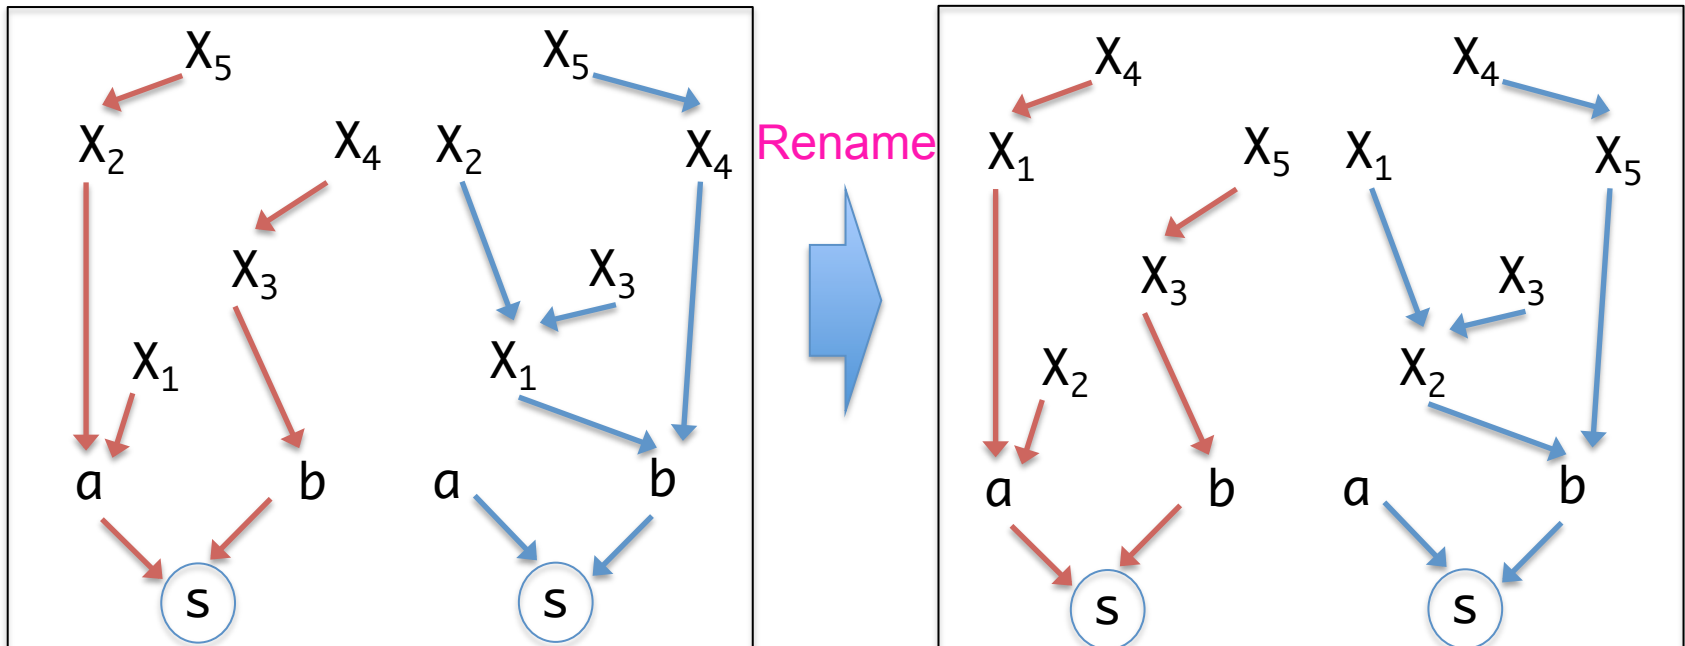 X₅ X₅ X₄ X₄
X₂ X₄ X₂ X₄ Rename X₁ X₅ X₁ X₅
X₃ X₃ X₃ X₃
X₁ X₁ X₂ X₂
a b a b a b a b
s s s s